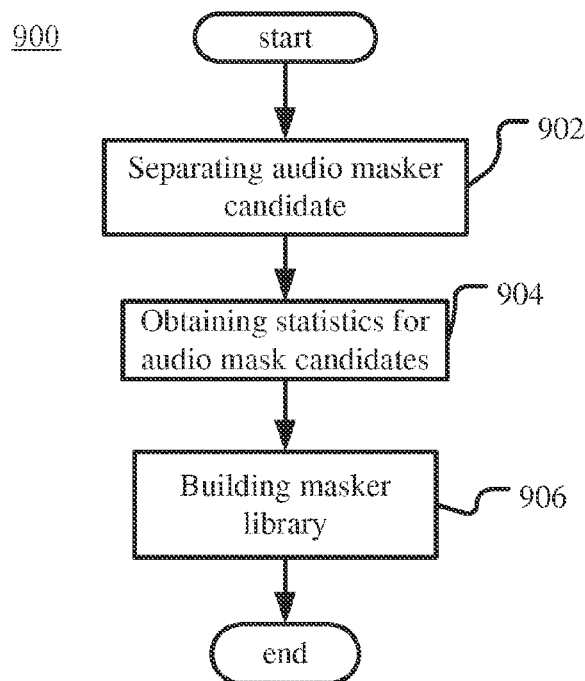 900
start
902
Separating audio masker
candidate
904
Obtaining statistics for
audio mask candidates
Building masker
library
906
end